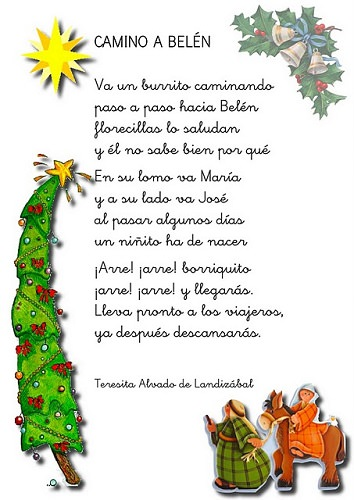 CAMINO A BELÉN
Va un burrito caminando
paso a paso hacia Belén
florecillas lo saludan
y él no sabe bien por qué
En su lomo va María
y a su lado va José
al pasar algunos días
un niñito ha de nacer
¡Arre! ¡arre! borriquito
¡arre! ¡arre! y llegarás.
Lleva pronto a los viajeros,
ya después descansarás.
Teresita Alvado de Landizábal